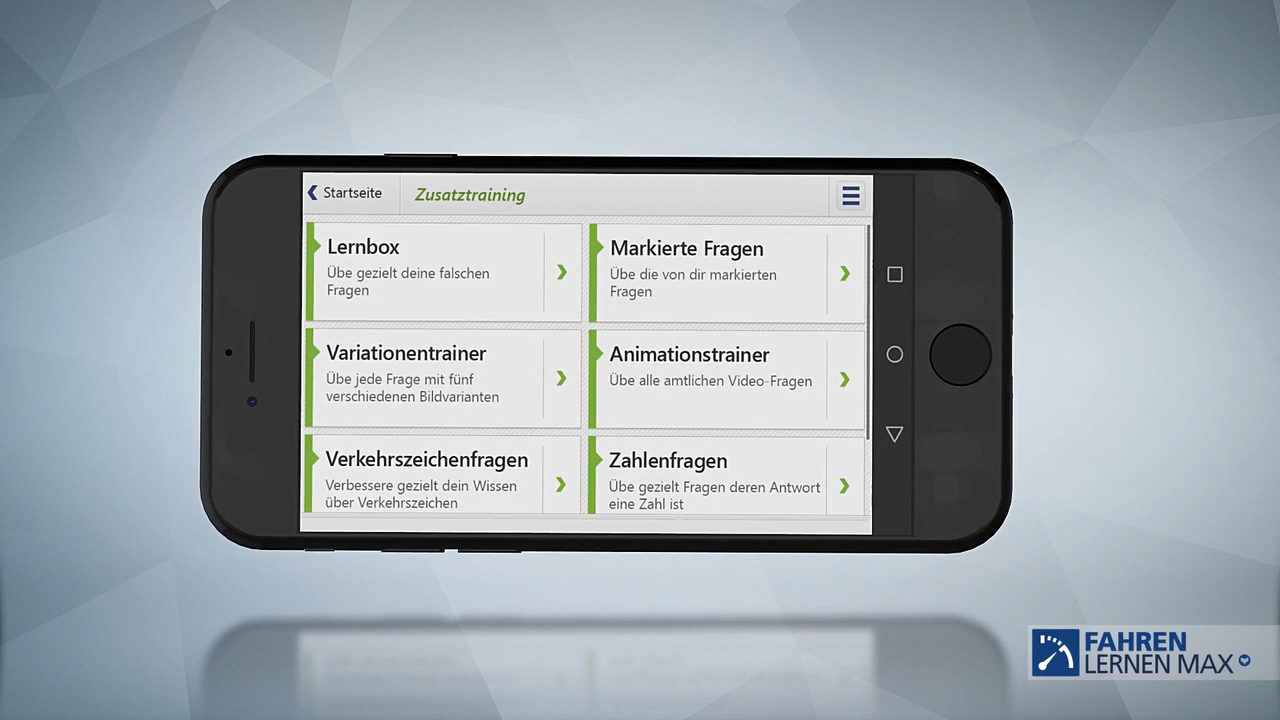 Startseite
Zusatztraining
Lernbox
Übe gezielt deine falschen
Fragen
Markierte Fragen
Übe die von dir markierten
Fragen
Variationentrainer
Übe jede Frage mit fünf
verschiedenen Bildvarianten
Animationstrainer
Übe alle amtlichen Video-Fragen
Verkehrszeichenfragen
Verbessere gezielt dein Wissen
über Verkehrszeichen
Zahlenfragen
Übe gezielt Fragen deren Antwort
eine Zahl ist
FAHREN
LERNEN MAX